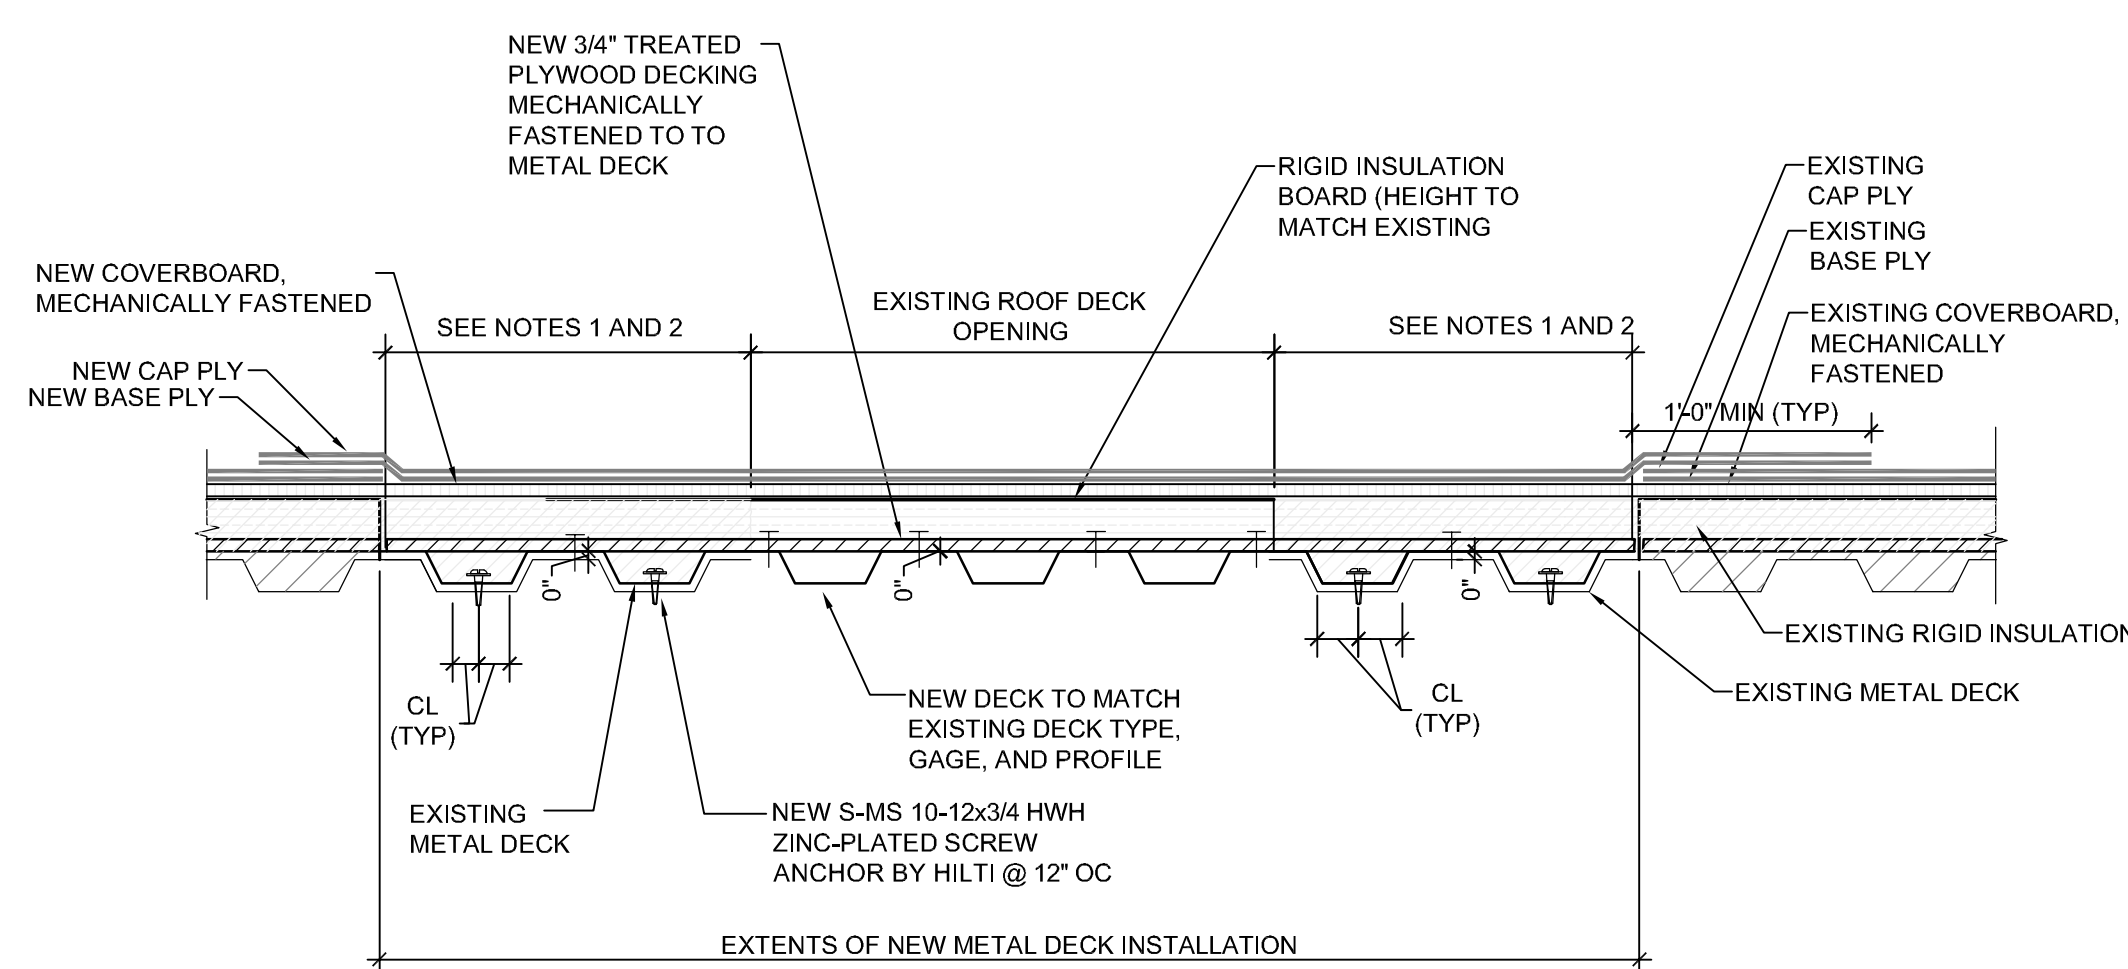 NEW 3/4" TREATED
PLYWOOD DECKING
MECHANICALLY
FASTENED TO TO
METAL DECK
RIGID INSULATION
BOARD (HEIGHT TO
MATCH EXISTING
EXISTING
CAP PLY
EXISTING
BASE PLY
EXISTING COVERBOARD,
MECHANICALLY
FASTENED
NEW COVERBOARD,
MECHANICALLY FASTENED
SEE NOTES 1 AND 2
EXISTING ROOF DECK
OPENING
SEE NOTES 1 AND 2
NEW CAP PLY
NEW BASE PLY
1'-0" MIN (TYP)
0"
0"
0"
EXISTING RIGID INSULATION
EXISTING METAL DECK
CL
(TYP)
NEW DECK TO MATCH
EXISTING DECK TYPE,
GAGE, AND PROFILE
CL
(TYP)
EXISTING
METAL DECK
NEW S-MS 10-12x3/4 HWH
ZINC-PLATED SCREW
ANCHOR BY HILTI @ 12" OC
EXTENTS OF NEW METAL DECK INSTALLATION